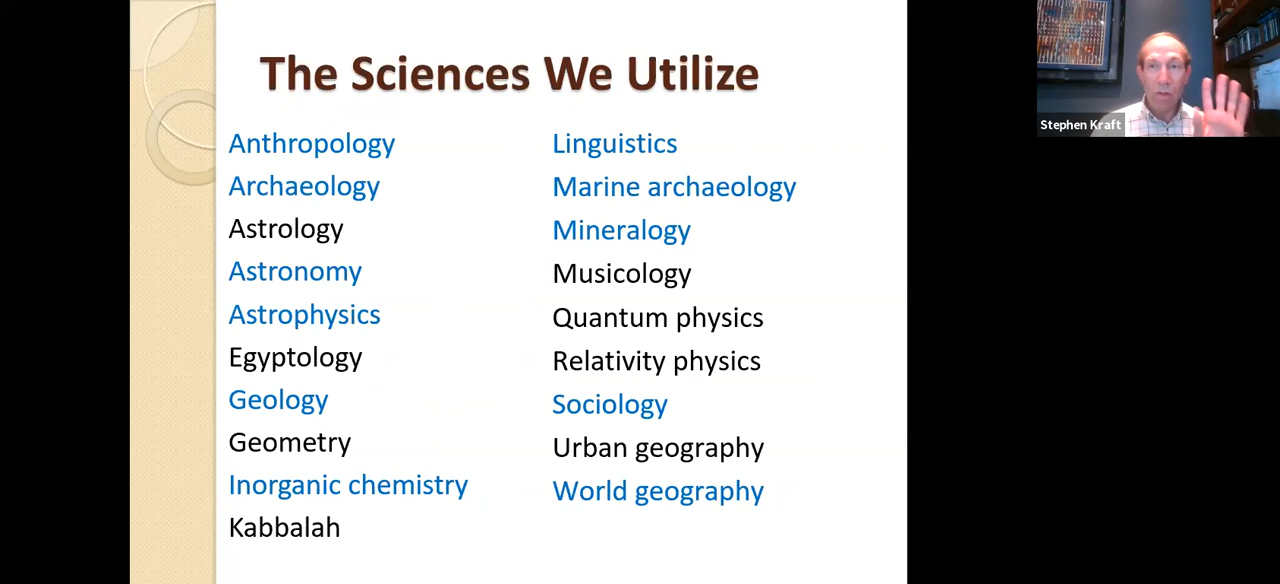 The Sciences We Utilize
Anthropology
Archaeology
Astrology
Astronomy
Astrophysics
Egyptology
Geology
Geometry
Inorganic chemistry
Kabbalah
Linguistics
Marine archaeology
Mineralogy
Musicology
Quantum physics
Relativity physics
Sociology
Urban geography
World geography
Stephen Kraft